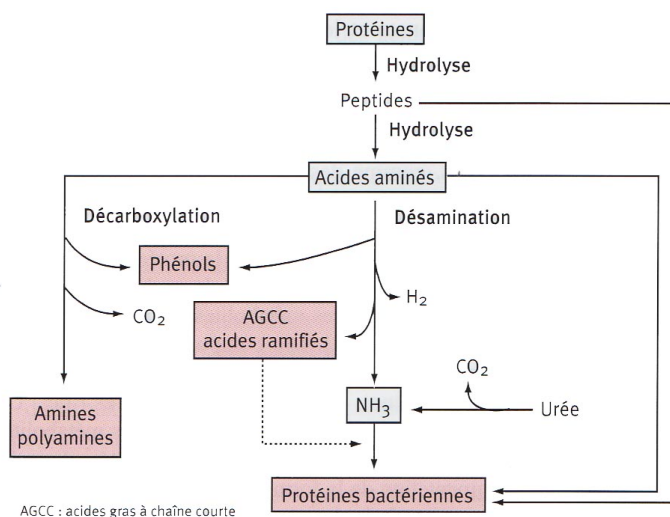 Protéines
Hydrolyse
Peptides
Hydrolyse
Acides aminés
Décarboxylation
Désamination
Phénols
H2
CO2
AGCC
acides ramifiés
CO2
NH3
Urée
Amines
polyamines
Protéines bactériennes
AGCC : acides gras à chaîne courte